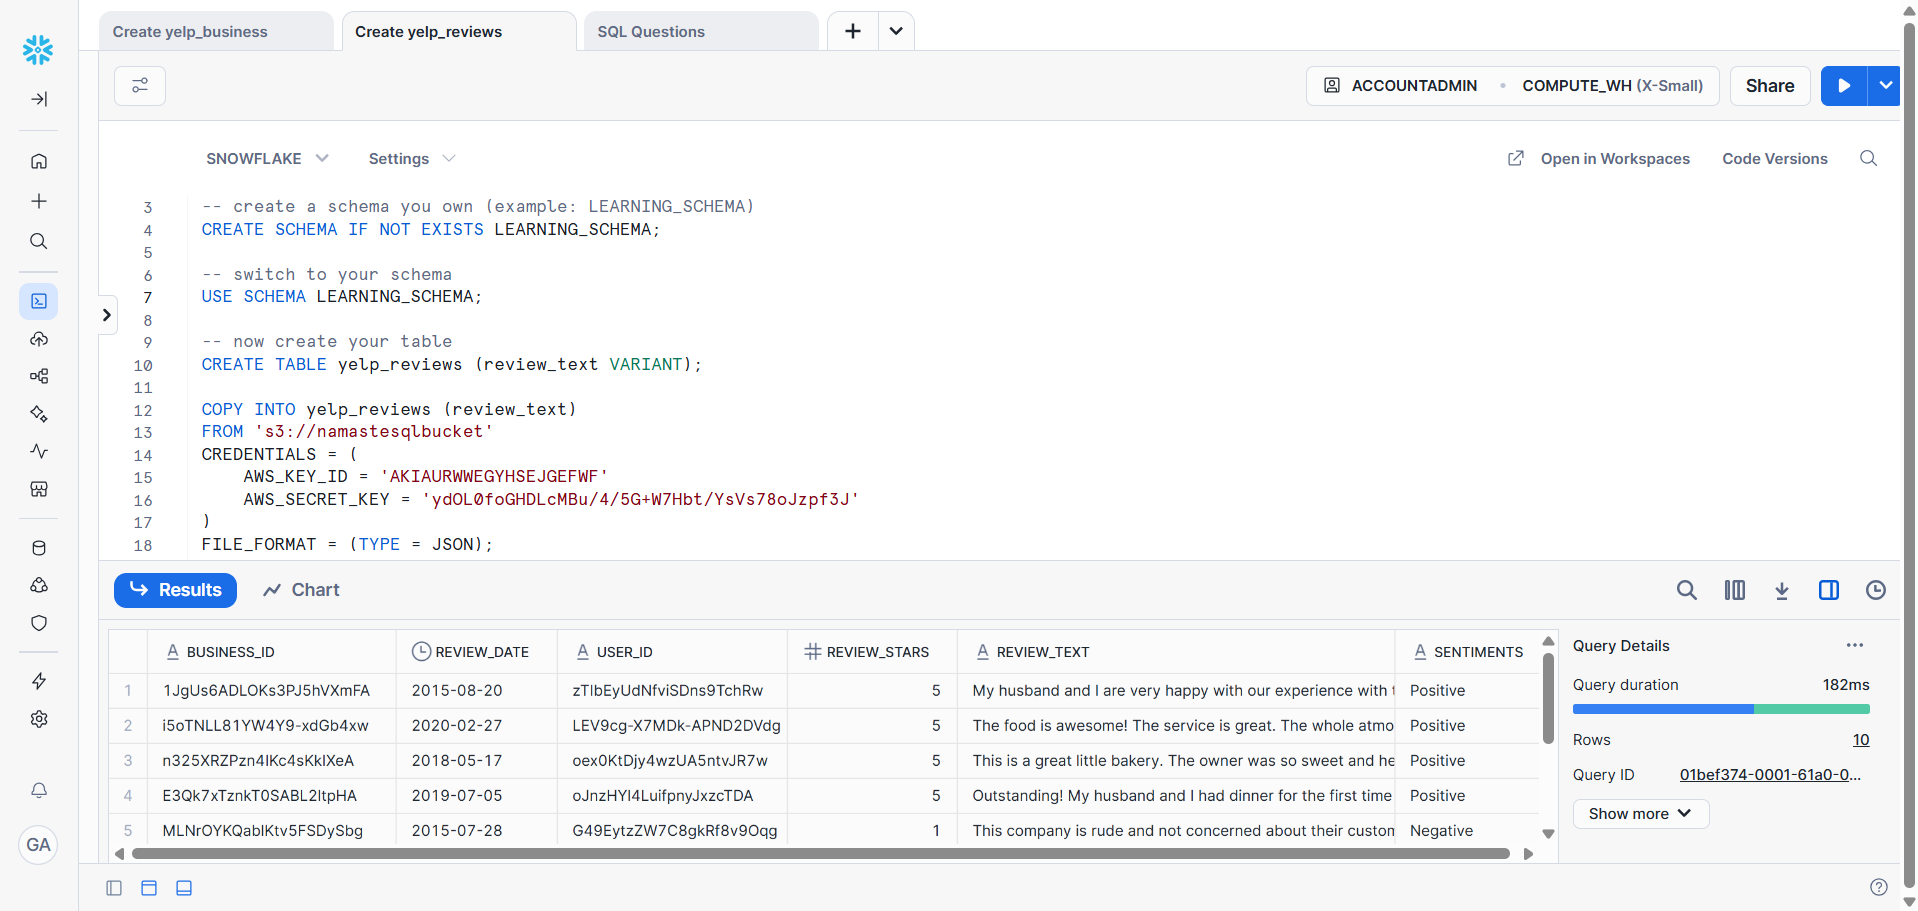 Create yelp_business
Create yelp_reviews
SQL Questions
ACCOUNTADMIN • COMPUTE_WH (X-Small)
Share
SNOWFLAKE
Settings
Open in Workspaces
Code Versions
3 -- create a schema you own (example: LEARNING_SCHEMA)
4 CREATE SCHEMA IF NOT EXISTS LEARNING_SCHEMA;
5
6 -- switch to your schema
7 USE SCHEMA LEARNING_SCHEMA;
8
9 -- now create your table
10 CREATE TABLE yelp_reviews (review_text VARIANT);
11
12 COPY INTO yelp_reviews (review_text)
13 FROM 's3://namastesqlbucket'
14 CREDENTIALS = (
15 AWS_KEY_ID = 'AKIAURWWEGYHSEJGEFWF'
16 AWS_SECRET_KEY = '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'
17 )
18 FILE_FORMAT = (TYPE = JSON);
Results
Chart
BUSINESS_ID REVIEW_DATE USER_ID REVIEW_STARS REVIEW_TEXT SENTIMENTS
1 1JgUs6ADLOKs3PJ5hVXmFA 2015-08-20 zTlbEyUdNfviSDns9TchRw 5 My husband and I are very happy with our experience with Positive
2 i5oTNLL81YW4Y9-xdGb4xw 2020-02-27 LEV9cg-X7MDk-APND2DVdg 5 The food is awesome! The service is great. The whole atmo Positive
3 n325XRZPzn4IKc4sKkIXeA 2018-05-17 oex0KtDjy4wzUA5ntvJR7w 5 This is a great little bakery. The owner was so sweet and he Positive
4 E3Qk7xTznkT0SABL2ltpHA 2019-07-05 oJnzHYI4LuifpnyJxzcTDA 5 Outstanding! My husband and I had dinner for the first time Positive
5 MLNrOYKQablKtv5FSDySbg 2015-07-28 G49EytzZW7C8gkRf8v9Oqg 1 This company is rude and not concerned about their custon Negative
Query Details
Query duration 182ms
Rows 10
Query ID 01bef374-0001-61a0-0...
Show more
GA